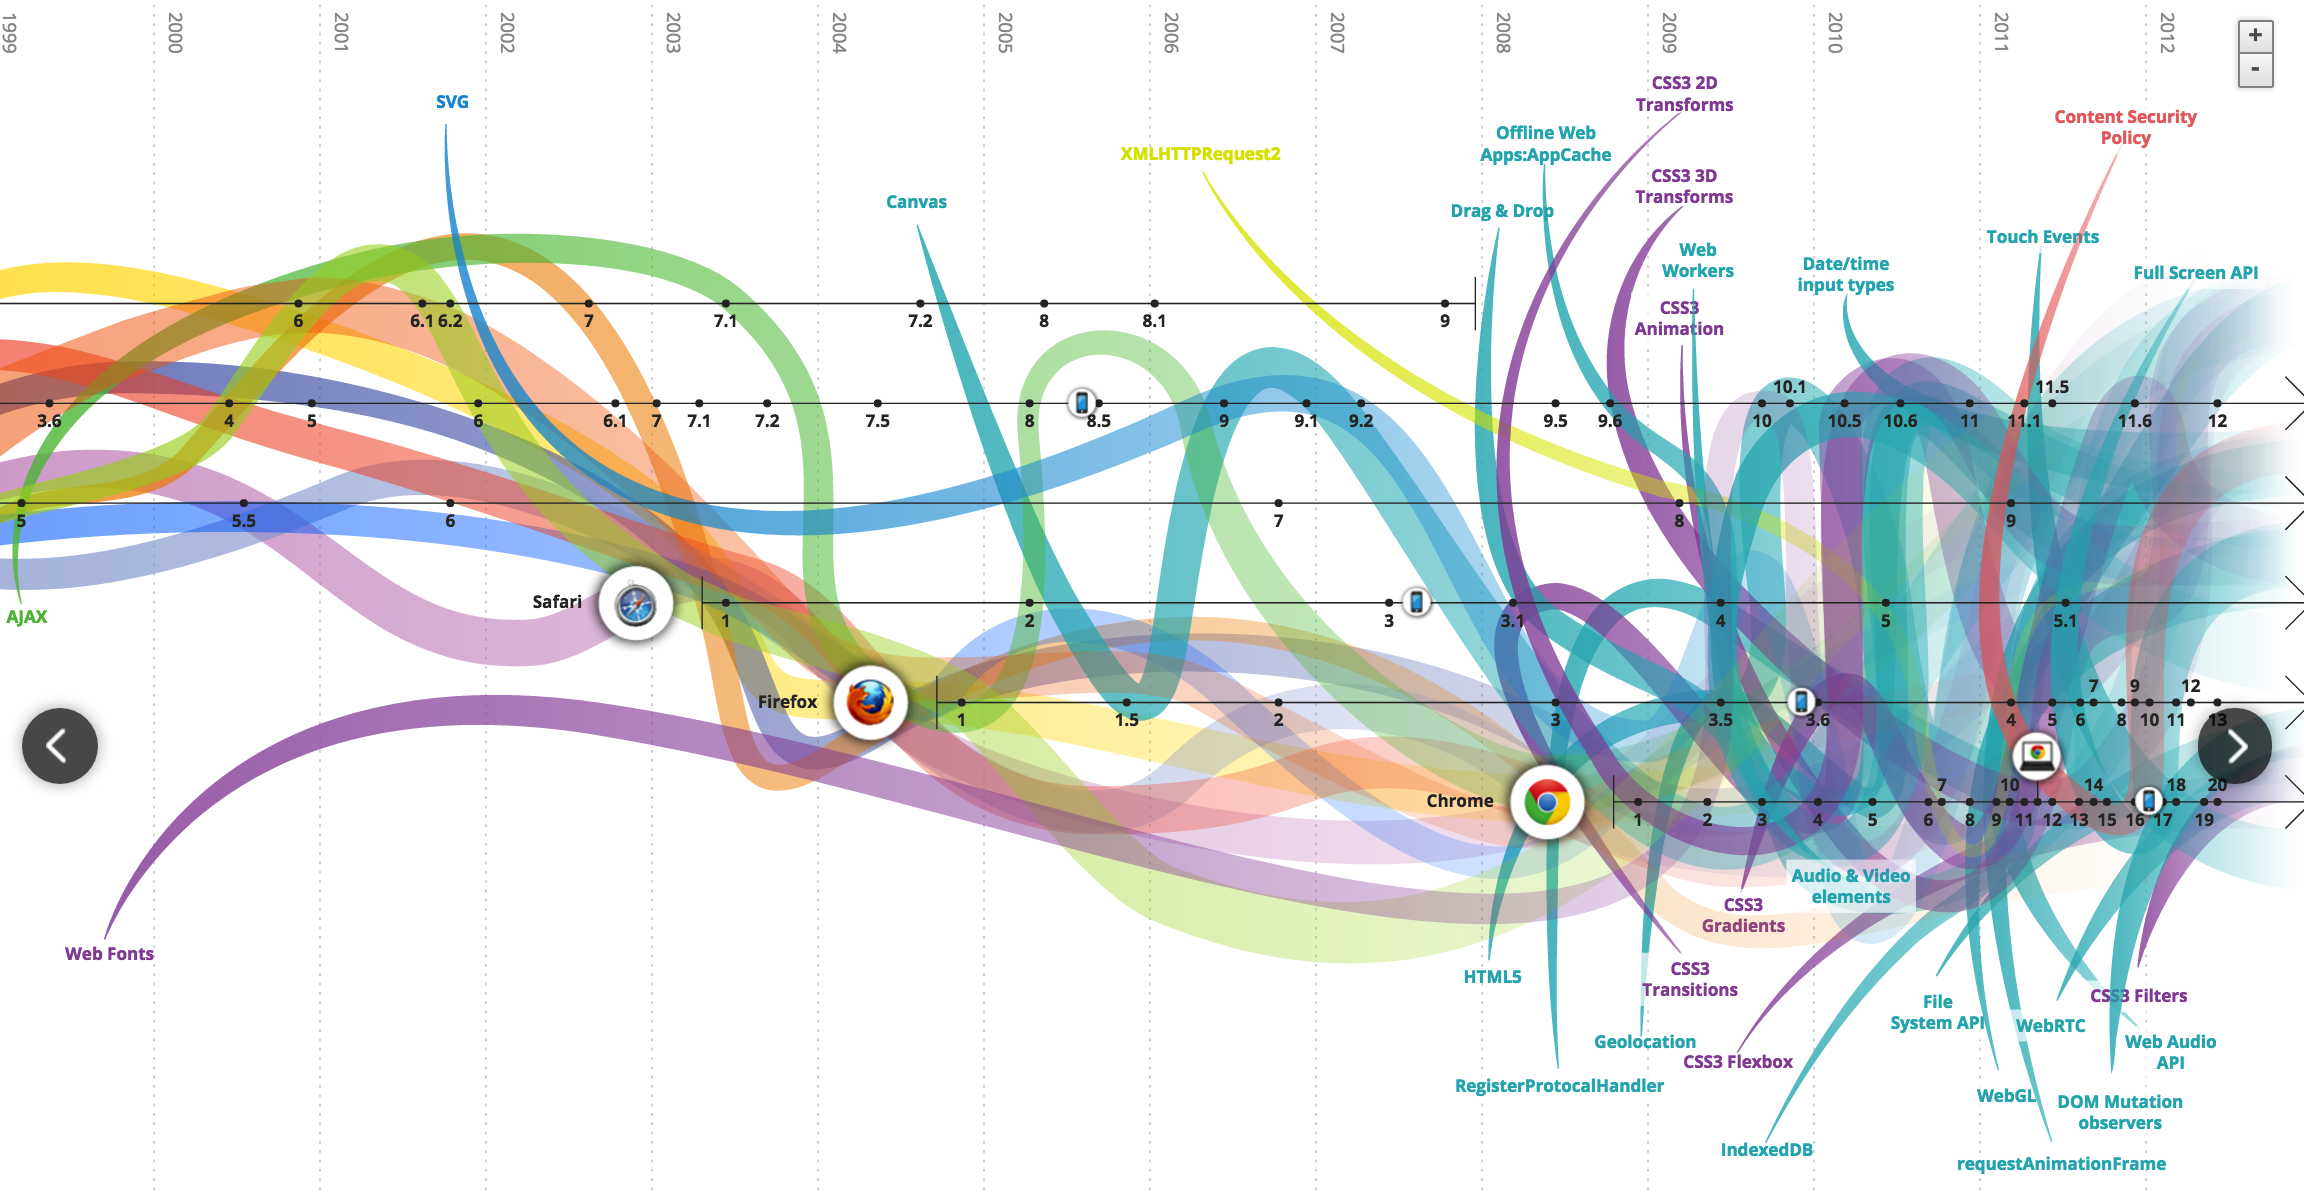 1999
2000
2001
2002
2003
2004
2005
2006
2007
2008
2009
2010
2011
2012
+
-
CSS3 2D
Transforms
SVG
Content Security
Policy
Offline Web
Apps:AppCache
XMLHTTPRequest2
CSS3 3D
Transforms
Canvas
Drag & Drop
Touch Events
Web
Workers
Date/time
input types
Full Screen API
CSS3
Animation
6
6.1
6.2
7
7.1
7.2
8
8.1
9
10.1
11.5
3.6
4
5
6
6.1
7
7.1
7.2
7.5
8
8.5
9
9.1
9.2
9.5
9.6
10
10.5
10.6
11
11.1
11.6
12
5
5.5
6
7
8
9
AJAX
Safari
1
2
3
3.1
4
5
5.1
Firefox
7
9
12
1
1.5
2
3
3.5
3.6
4
5
6
8
10
11
13
Chrome
7
10
14
18
20
1
2
3
4
5
6
8
9
11
12
13
15
16
17
19
Audio & Video
elements
CSS3
Gradients
Web Fonts
HTML5
CSS3
Transitions
File
System API
CSS3 Filters
WebRTC
Geolocation
Web Audio
API
CSS3 Flexbox
RegisterProtocalHandler
WebGL
DOM Mutation
observers
IndexedDB
requestAnimationFrame